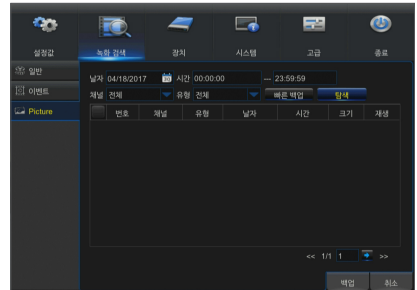 설정값 녹화 검색 장치 시스템 고급 종료
일반
이벤트
Picture
날자 04/18/2017 시간 00:00:00 --- 23:59:59
채널 전체 유형 전체 빠른 백업 탐색
번호 채널 유형 날자 시간 크기 재생
<< 1/1 1 >>
백업 취소